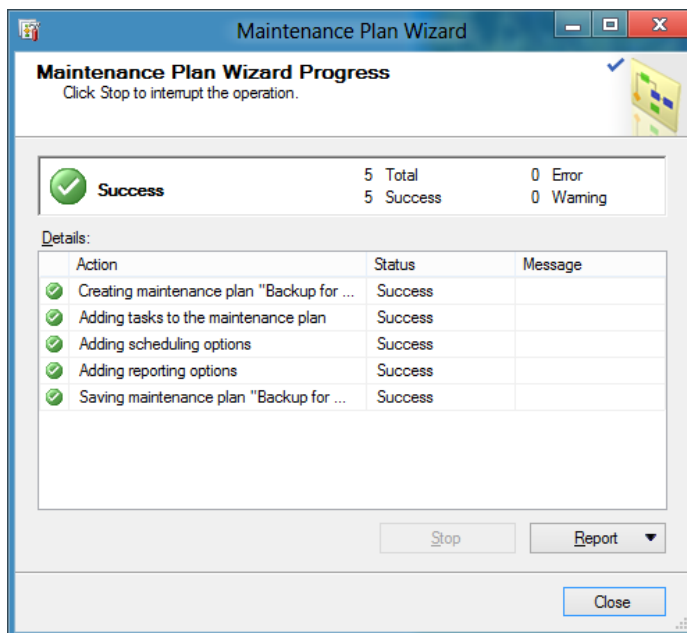 Maintenance Plan Wizard
Maintenance Plan Wizard Progress
Click Stop to interrupt the operation.
Success
5 Total
0 Error
5 Success
0 Warning
Details:
Action Status Message
Creating maintenance plan "Backup for ... Success
Adding tasks to the maintenance plan Success
Adding scheduling options Success
Adding reporting options Success
Saving maintenance plan "Backup for ... Success
Stop Report
Close